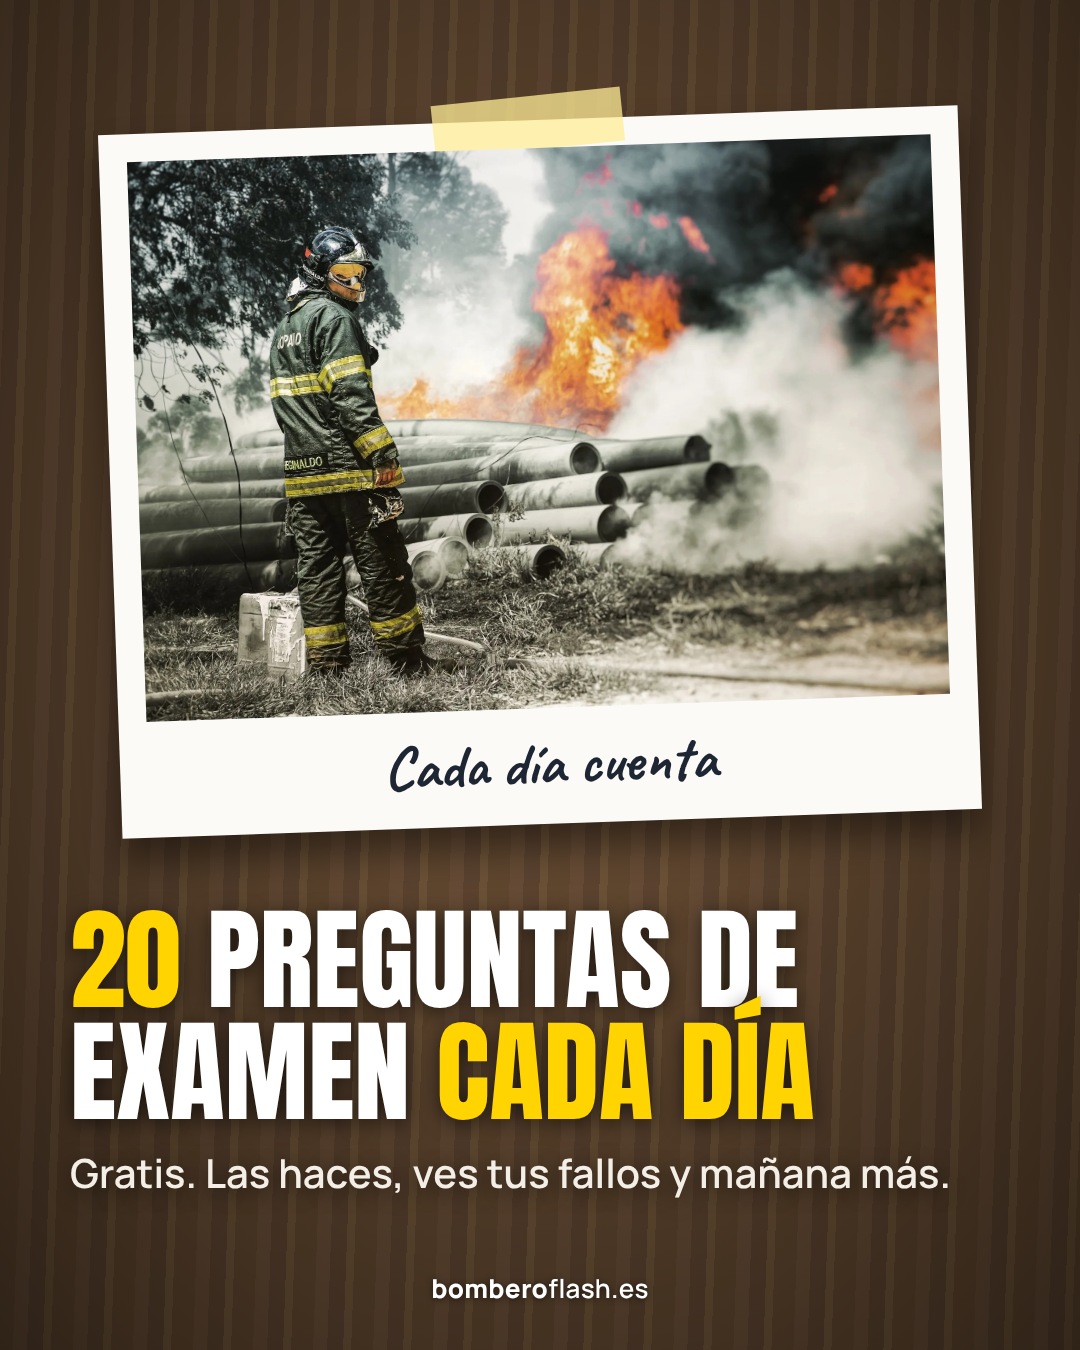 Cada día cuenta
20 PREGUNTAS DE
EXAMEN CADA DÍA
Gratis. Las haces, ves tus fallos y mañana más.
bomberoflash.es